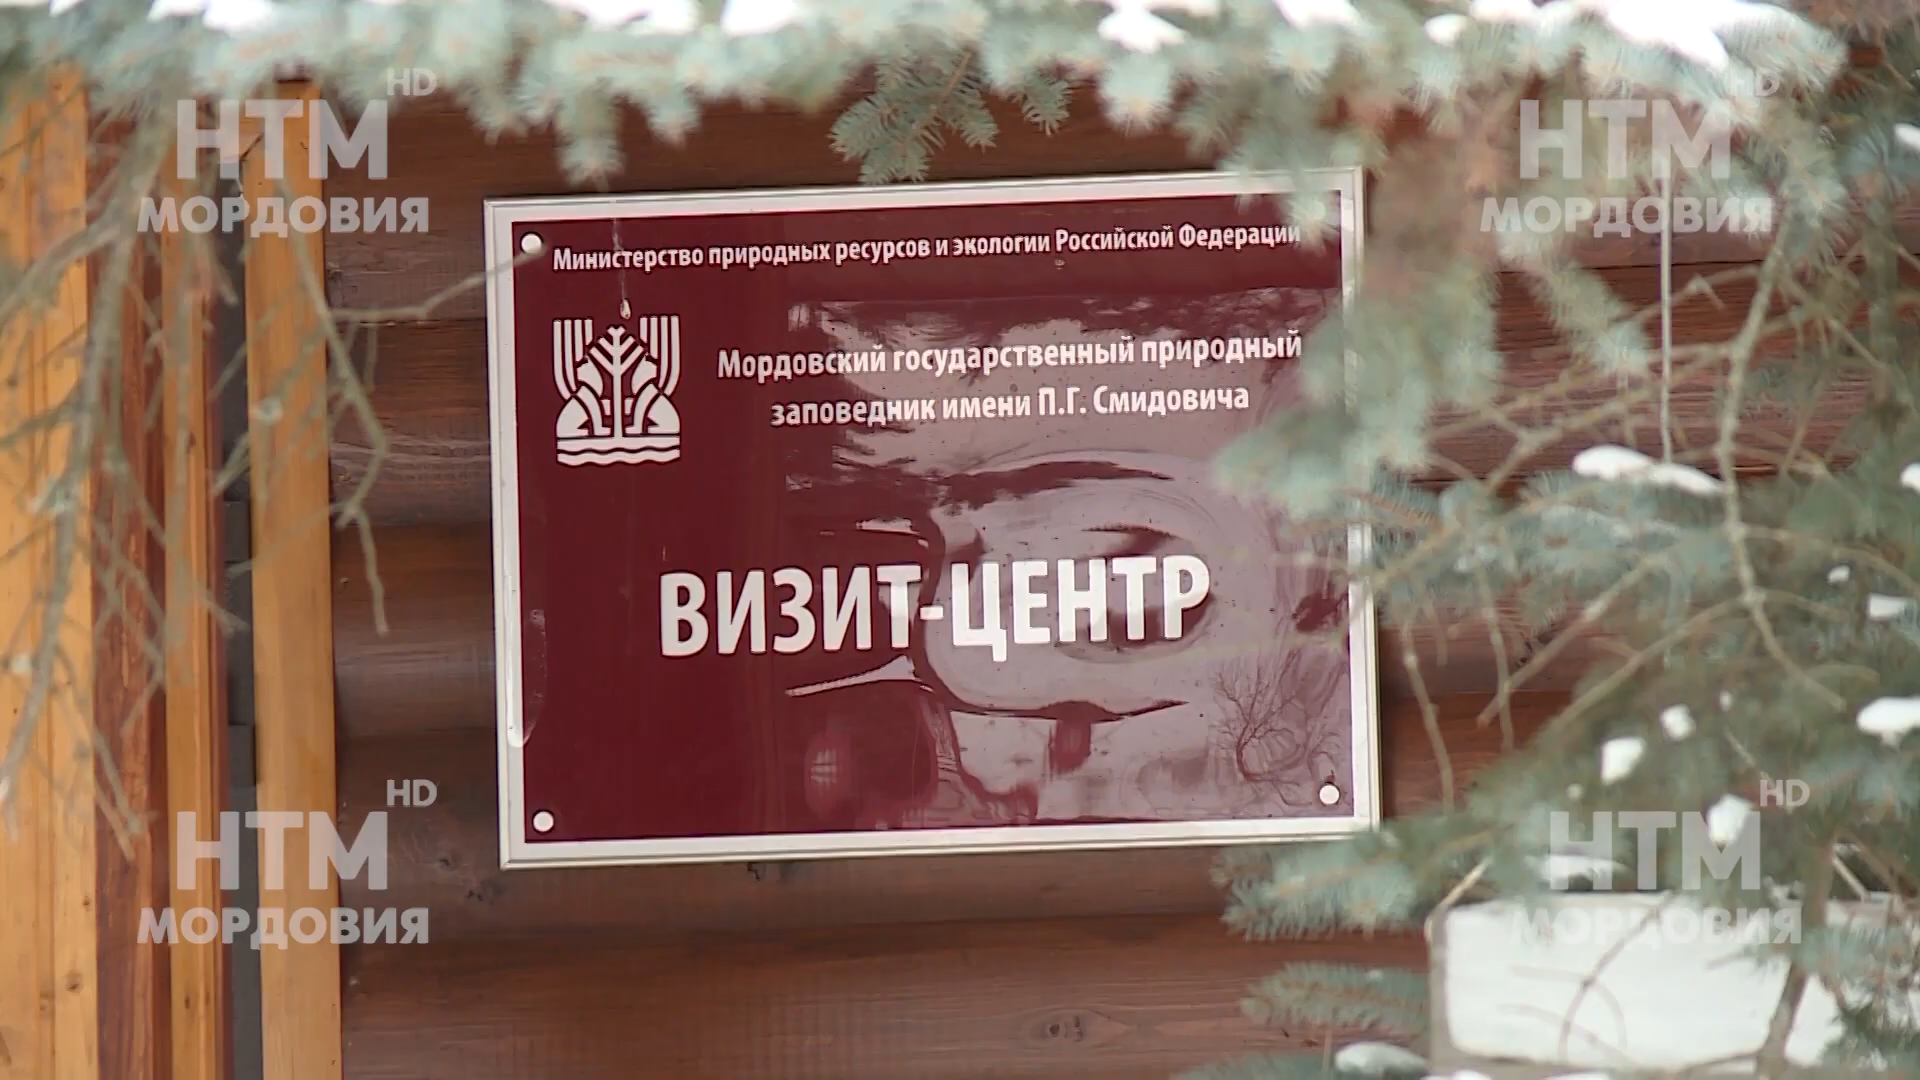 НТМ HD
МОРДОВИЯ
НТМ HD
МОРДОВИЯ
Министерство природных ресурсов и экологии Российской Федерации
Мордовский государственный природный
заповедник имени П.Г. Смидовича
ВИЗИТ-ЦЕНТР
НТМ HD
МОРДОВИЯ
НТМ HD
МОРДОВИЯ